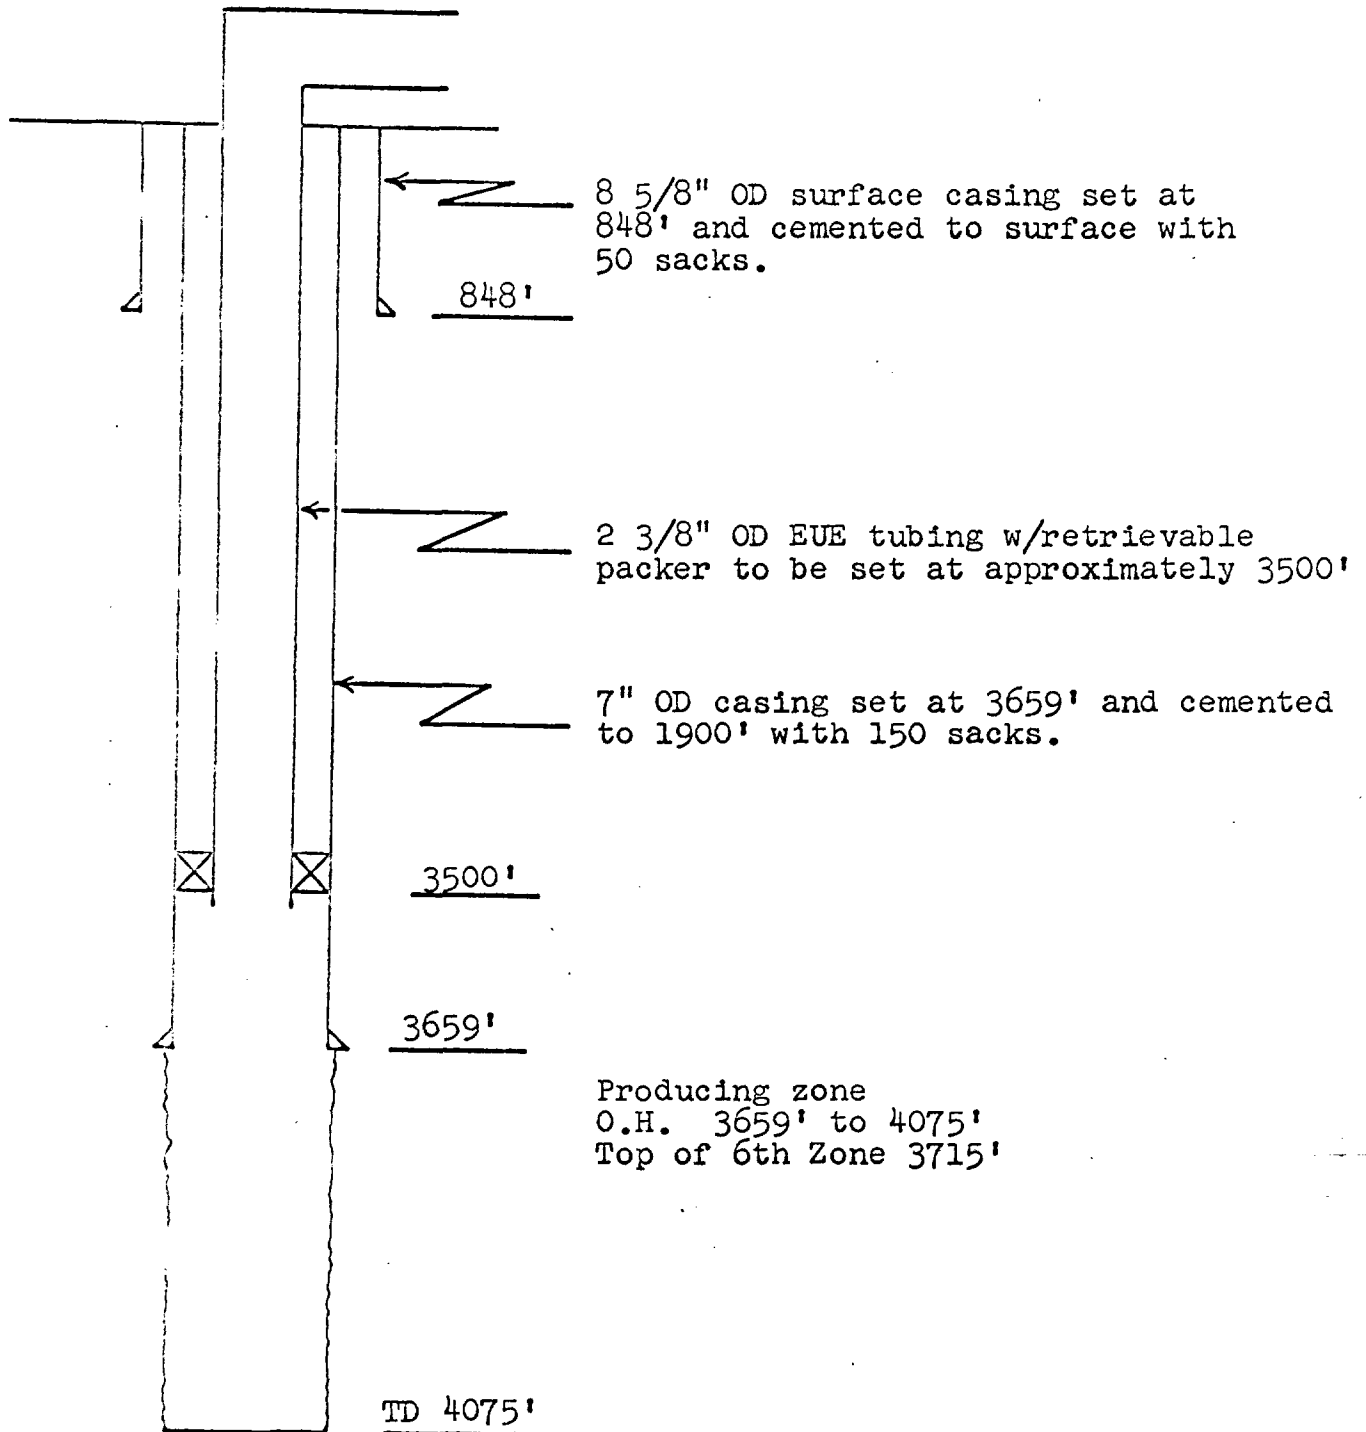 8 5/8" OD surface casing set at
848' and cemented to surface with
50 sacks.
848'
2 3/8" OD EUE tubing w/retrievable
packer to be set at approximately 3500'
7" OD casing set at 3659' and cemented
to 1900' with 150 sacks.
3500'
3659'
Producing zone
O.H. 3659' to 4075'
Top of 6th Zone 3715'
TD 4075'